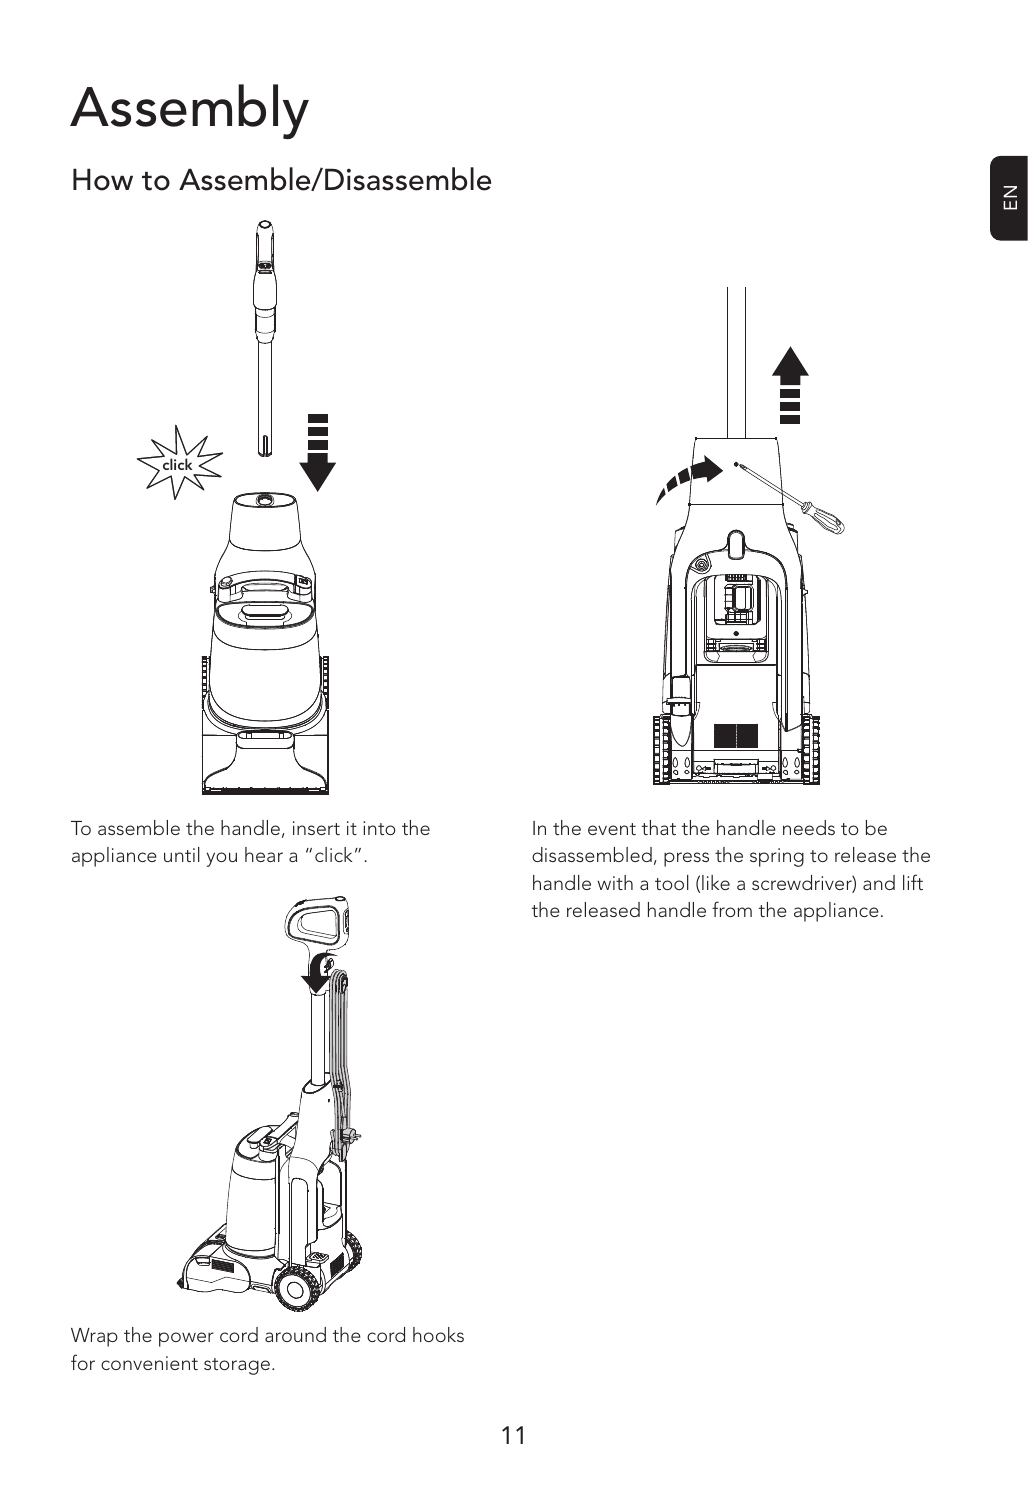 Assembly
How to Assemble/Disassemble
EN
click
To assemble the handle, insert it into the
appliance until you hear a “click”.
In the event that the handle needs to be
disassembled, press the spring to release the
handle with a tool (like a screwdriver) and lift
the released handle from the appliance.
Wrap the power cord around the cord hooks
for convenient storage.
11